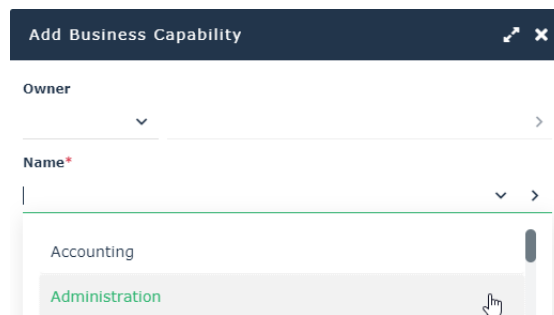 Add Business Capability
Owner
Name*
Accounting
Administration